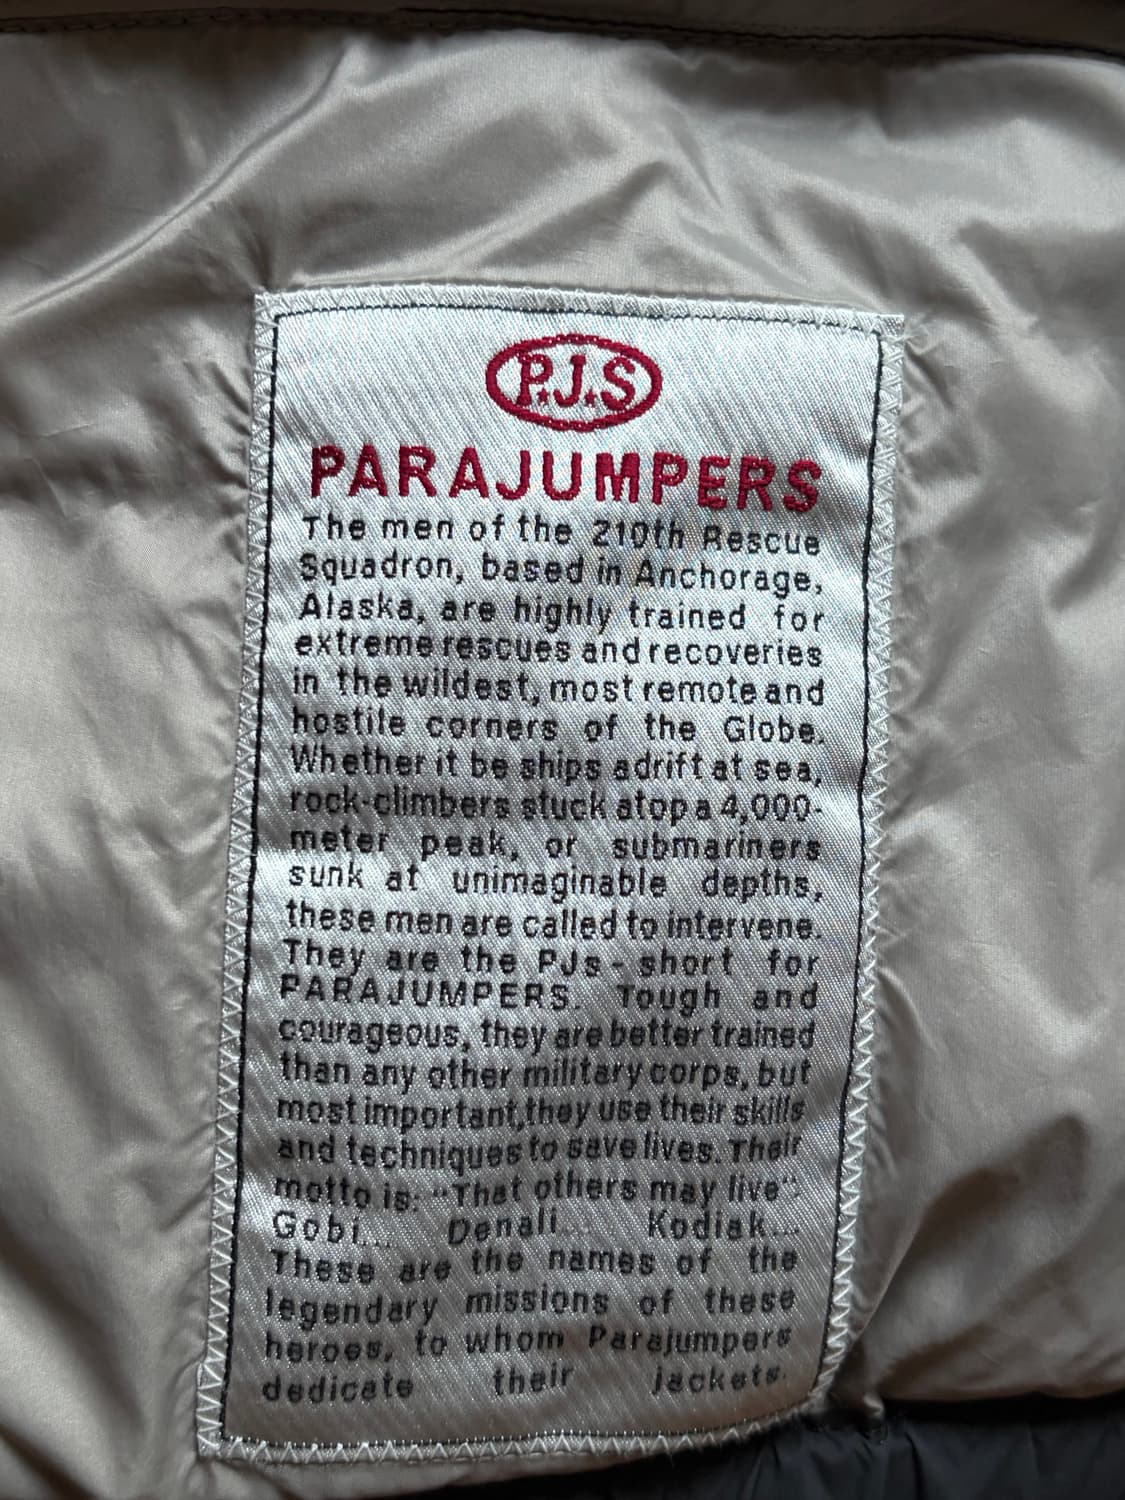 P.J.S
PARAJUMPERS
The men of the 210th Rescue
Squadron, based in Anchorage,
Alaska, are highly trained for
extreme rescues and recoveries
in the wildest, most remote and
hostile corners of the Globe.
Whether it be ships adrift at sea,
rock-climbers stuck atop a 4,000-
meter peak, or submariners
sunk at unimaginable depths,
these men are called to intervene.
They are the PJs - short for
PARAJUMPERS. Tough and
courageous, they are better trained
than any other military corps, but
most important,they use their skills
and techniques to save lives. Their
motto is: "That others may live":
Gobi... Denali... Kodiak...
These are the names of the
legendary missions of these
heroes, to whom Parajumpers
dedicate their jackets.